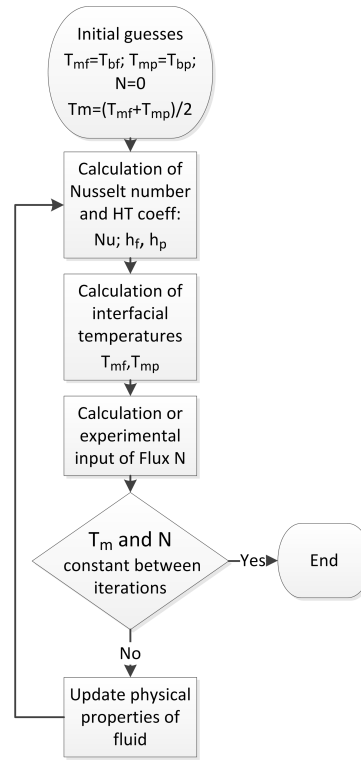 Initial guesses
Tmf=Tbf; Tmp=Tbp;
N=0
Tm=(Tmf+Tmp)/2
Calculation of
Nusselt number
and HT coeff:
Nu; hf, hp
Calculation of
interfacial
temperatures
Tmf,Tmp
Calculation or
experimental
input of Flux N
Tm and N
constant between
iterations
Yes
End
No
Update physical
properties of
fluid